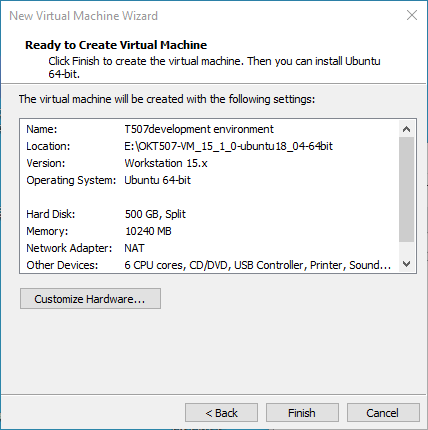 New Virtual Machine Wizard
Ready to Create Virtual Machine
Click Finish to create the virtual machine. Then you can install Ubuntu
64-bit.
The virtual machine will be created with the following settings:
Name: T507development environment
Location: E:\OKT507-VM_15_1_0-ubuntu18_04-64bit
Version: Workstation 15.x
Operating System: Ubuntu 64-bit
Hard Disk: 500 GB, Split
Memory: 10240 MB
Network Adapter: NAT
Other Devices: 6 CPU cores, CD/DVD, USB Controller, Printer, Sound...
Customize Hardware...
< Back Finish Cancel